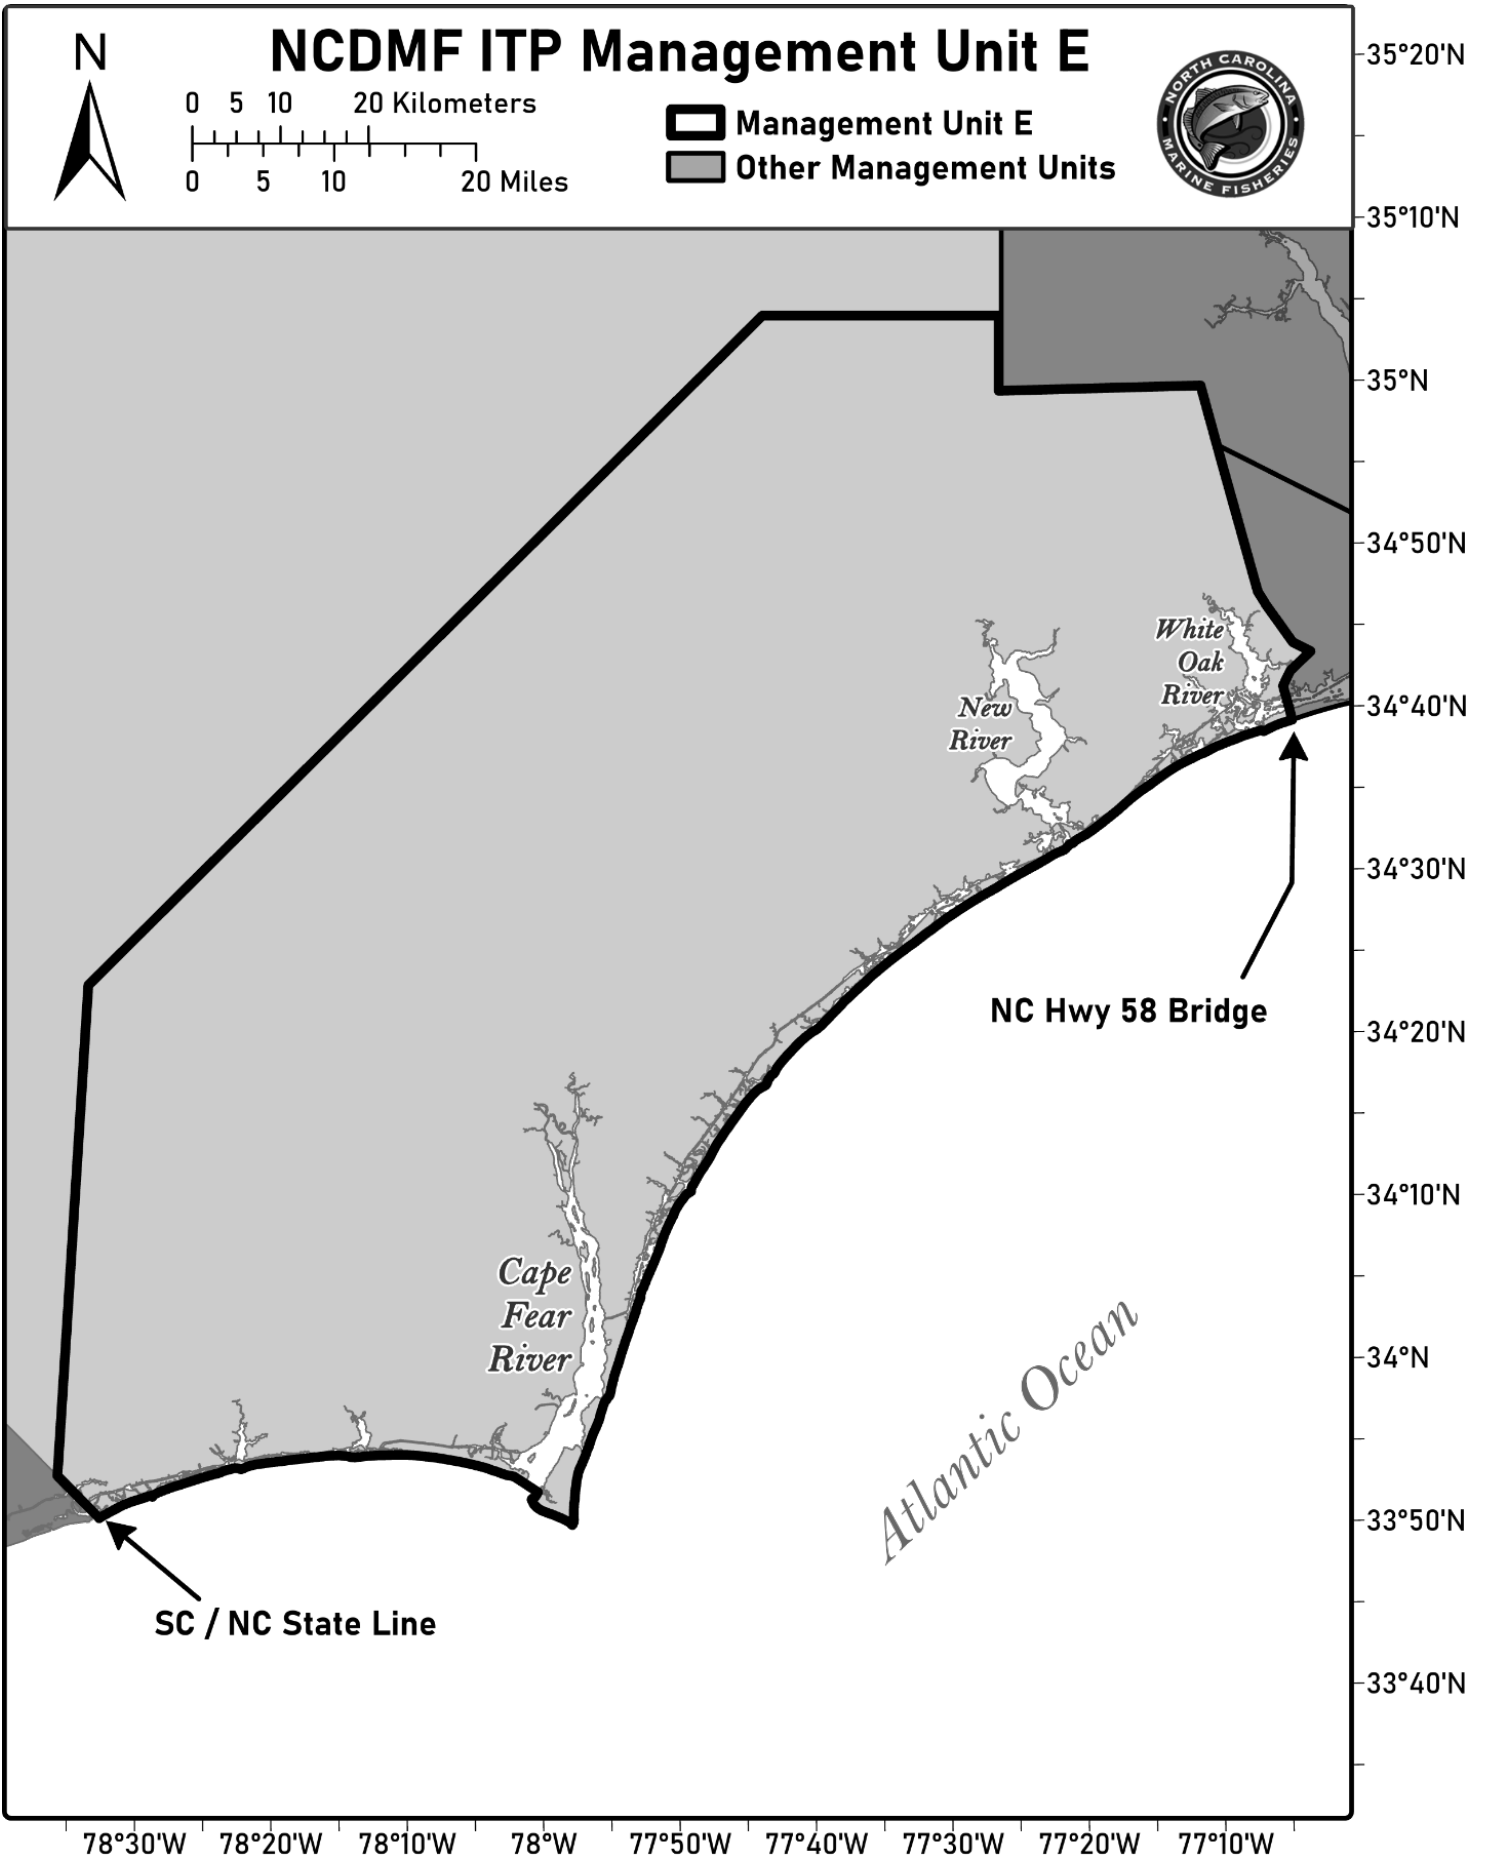 NCDMF ITP Management Unit E
N
0 5 10 20 Kilometers
0 5 10 20 Miles
Management Unit E
Other Management Units
NORTH CAROLINA
MARINE FISHERIES
35°20'N
35°10'N
35°N
34°50'N
34°40'N
34°30'N
34°20'N
34°10'N
34°N
33°50'N
33°40'N
White
Oak
River
New
River
NC Hwy 58 Bridge
Cape
Fear
River
Atlantic Ocean
SC / NC State Line
78°30'W 78°20'W 78°10'W 78°W 77°50'W 77°40'W 77°30'W 77°20'W 77°10'W